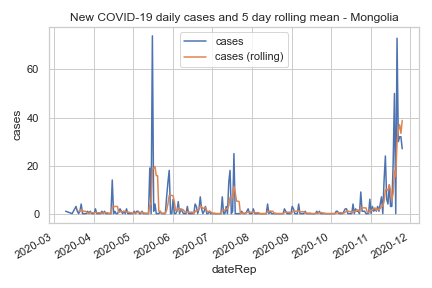 New COVID-19 daily cases and 5 day rolling mean - Mongolia
cases
cases (rolling)
cases
60
40
20
0
2020-03
2020-04
2020-05
2020-06
2020-07
2020-08
2020-09
2020-10
2020-11
2020-12
dateRep